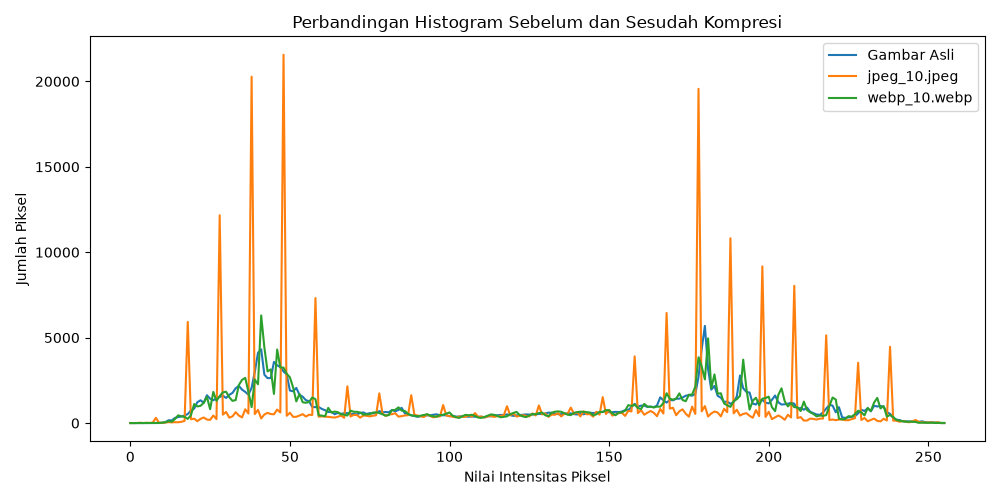 Perbandingan Histogram Sebelum dan Sesudah Kompresi
Gambar Asli
jpeg_10.jpeg
webp_10.webp
Jumlah Piksel
20000
15000
10000
5000
0
0 50 100 150 200 250
Nilai Intensitas Piksel